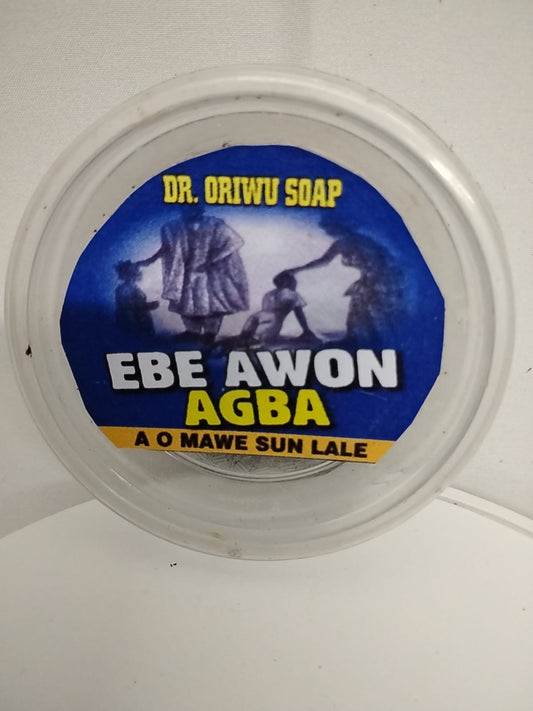 DR. ORIWU SOAP
EBE AWON
AGBA
A O MAWE SUN LALE